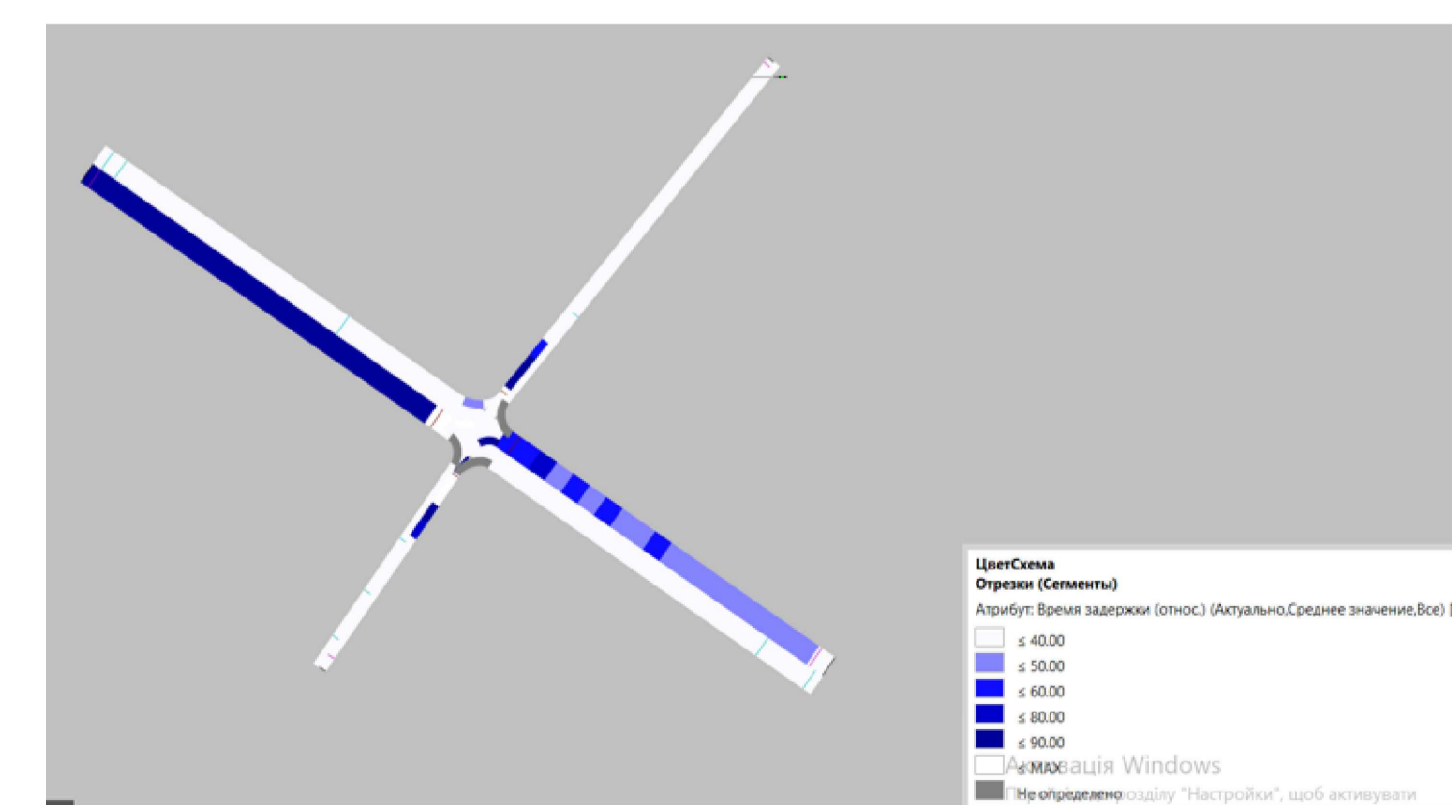 ЦветСхема
Отрезки (Сегменты)
Атрибут: Время задержки (относ.) (Актуально,Среднее значение,Все) [
≤ 40.00
≤ 50.00
≤ 60.00
≤ 80.00
≤ 90.00
≤ MAX
Windows
Не определено
розділу "Настройки", щоб активувати